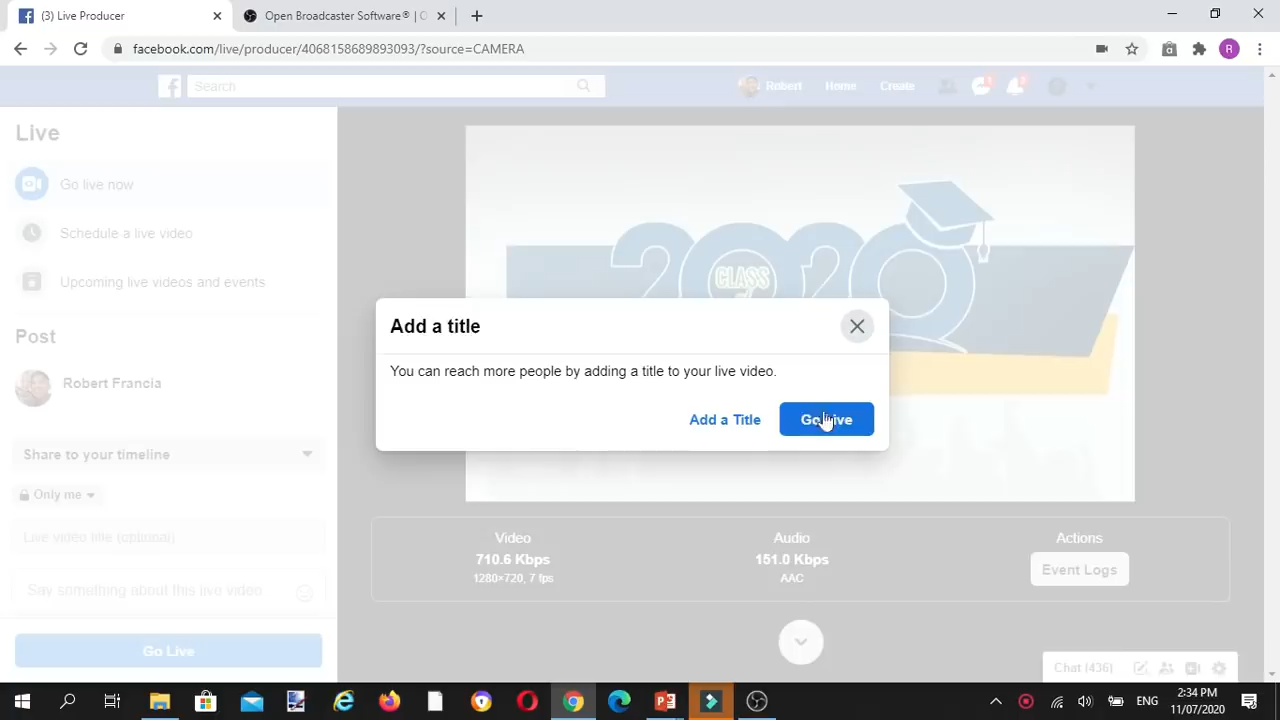 (3) Live Producer
Open Broadcaster Software® | O
facebook.com/live/producer/4068158689893093/?source=CAMERA
R
Search
Robert
Home
Create
Live
Go live now
Schedule a live video
Upcoming live videos and events
Post
Robert Francia
Share to your timeline
Only me
Live video title (optional)
Say something about this live video
Go Live
2020
CLASS
Add a title
You can reach more people by adding a title to your live video.
Add a Title
Go Live
Video
710.6 Kbps
1280×720, 7 fps
Audio
151.0 Kbps
AAC
Actions
Event Logs
Chat (436)
ENG
2:34 PM
11/07/2020